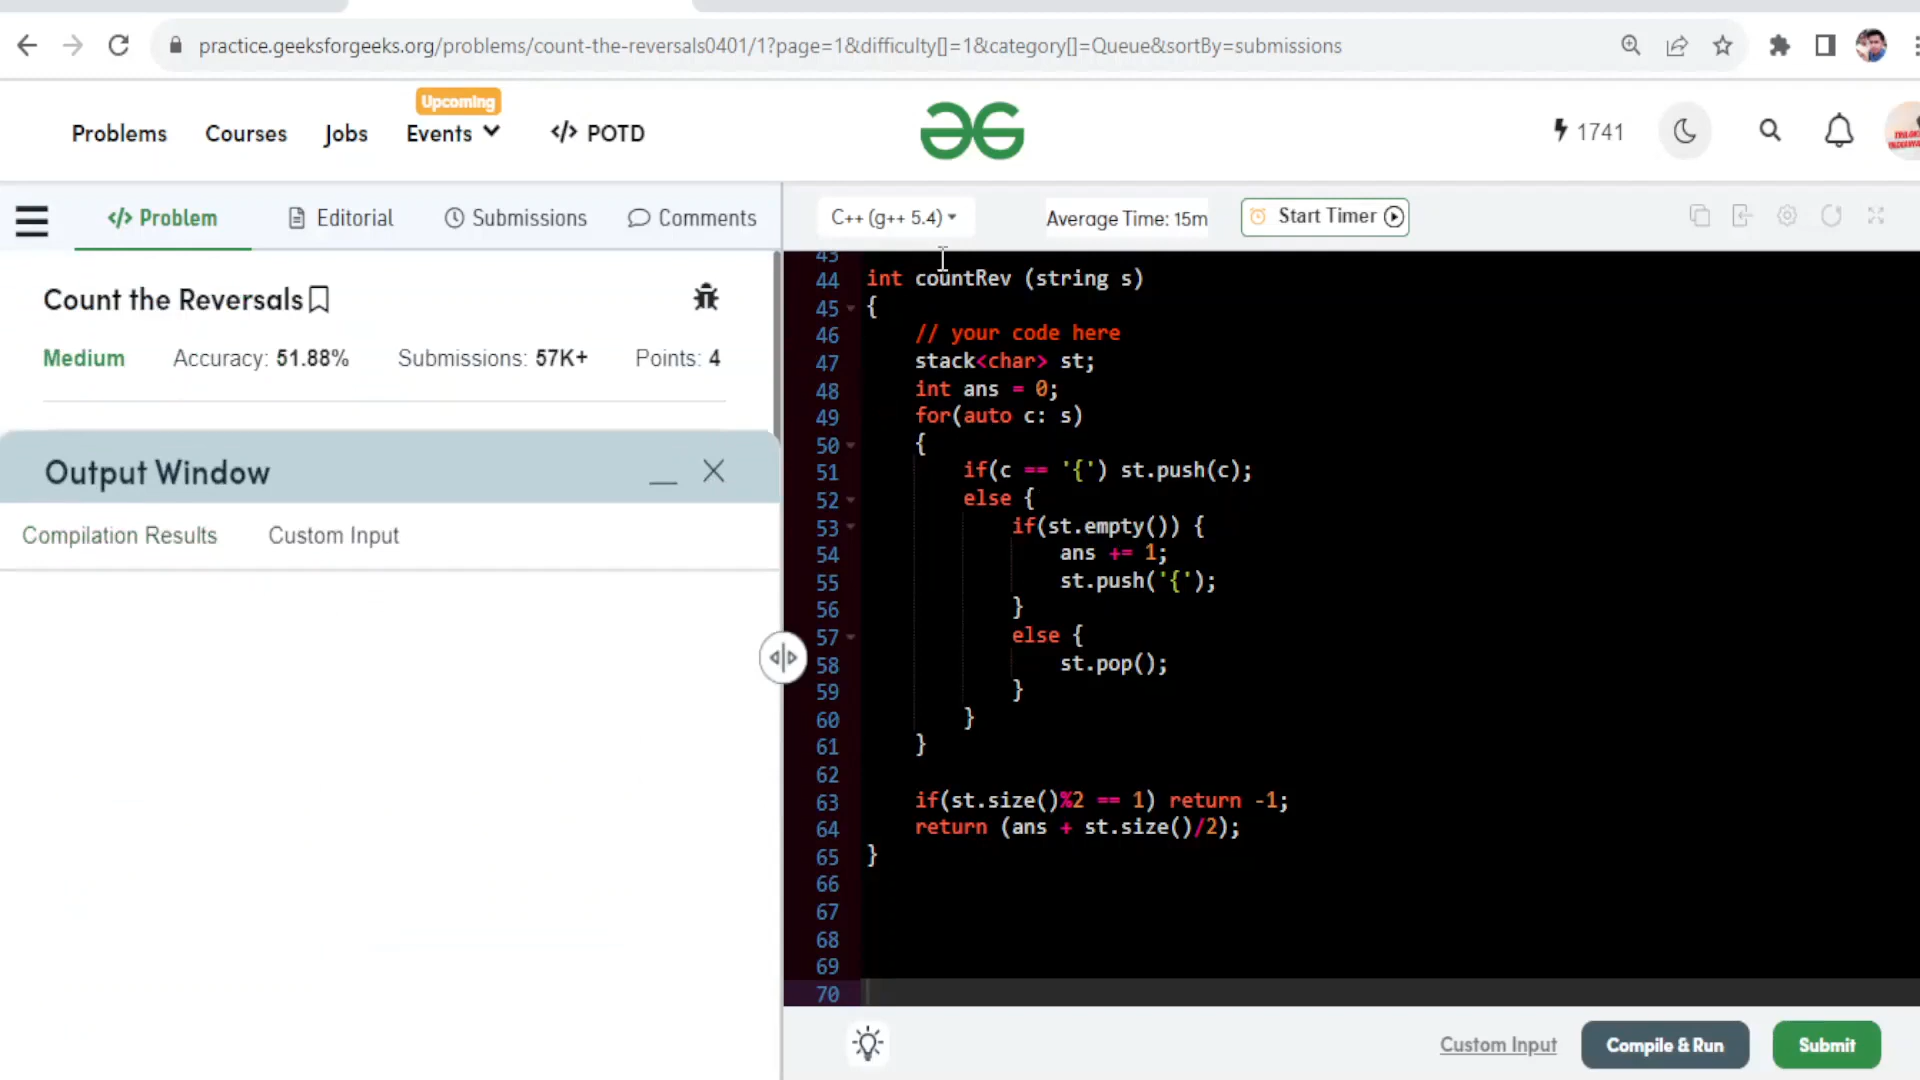 practice.geeksforgeeks.org/problems/count-the-reversals0401/1?page=1&difficulty[]=1&category[]=Queue&sortBy=submissions
Problems
Courses
Jobs
Upcoming
Events
</> POTD
1741
</> Problem
Editorial
Submissions
Comments
C++ (g++ 5.4)
Average Time: 15m
Start Timer
Count the Reversals
Medium
Accuracy: 51.88%
Submissions: 57K+
Points: 4
Output Window
Compilation Results
Custom Input
43
44 int countRev (string s)
45 {
46 // your code here
47 stack<char> st;
48 int ans = 0;
49 for(auto c: s)
50 {
51 if(c == '{') st.push(c);
52 else {
53 if(st.empty()) {
54 ans += 1;
55 st.push('{');
56 }
57 else {
58 st.pop();
59 }
60 }
61 }
62
63 if(st.size()%2 == 1) return -1;
64 return (ans + st.size()/2);
65 }
66
67
68
69
70
Custom Input
Compile & Run
Submit